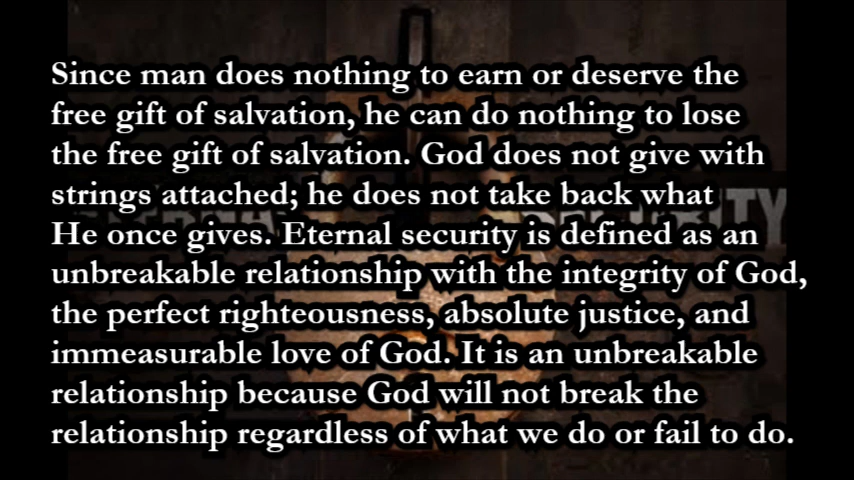 Since man does nothing to earn or deserve the
free gift of salvation, he can do nothing to lose
the free gift of salvation. God does not give with
strings attached; he does not take back what
He once gives. Eternal security is defined as an
unbreakable relationship with the integrity of God,
the perfect righteousness, absolute justice, and
immeasurable love of God. It is an unbreakable
relationship because God will not break the
relationship regardless of what we do or fail to do.